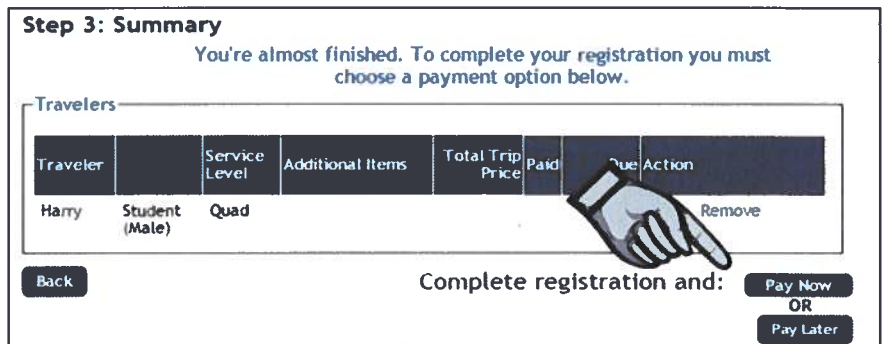 Step 3: Summary
You're almost finished. To complete your registration you must
choose a payment option below.
Travelers
Traveler Service Level Additional Items Total Trip Price Paid Due Action
Harry Student (Male) Quad Remove
Back Complete registration and: Pay Now
OR
Pay Later